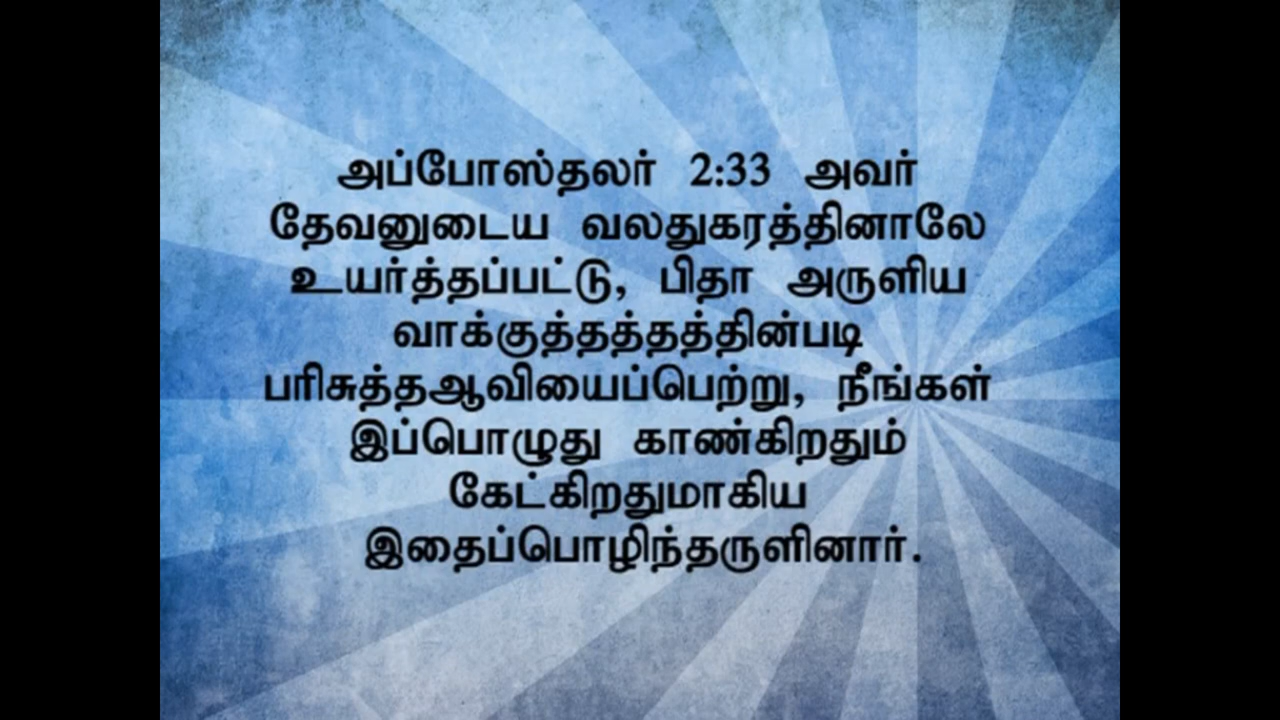 அப்போஸ்தலர் 2:33 அவர்
தேவனுடைய வலதுகரத்தினாலே
உயர்த்தப்பட்டு, பிதா அருளிய
வாக்குத்தத்தத்தின்படி
பரிசுத்தஆவியைப்பெற்று, நீங்கள்
இப்பொழுது காண்கிறதும்
கேட்கிறதுமாகிய
இதைப்பொழிந்தருளினார்.